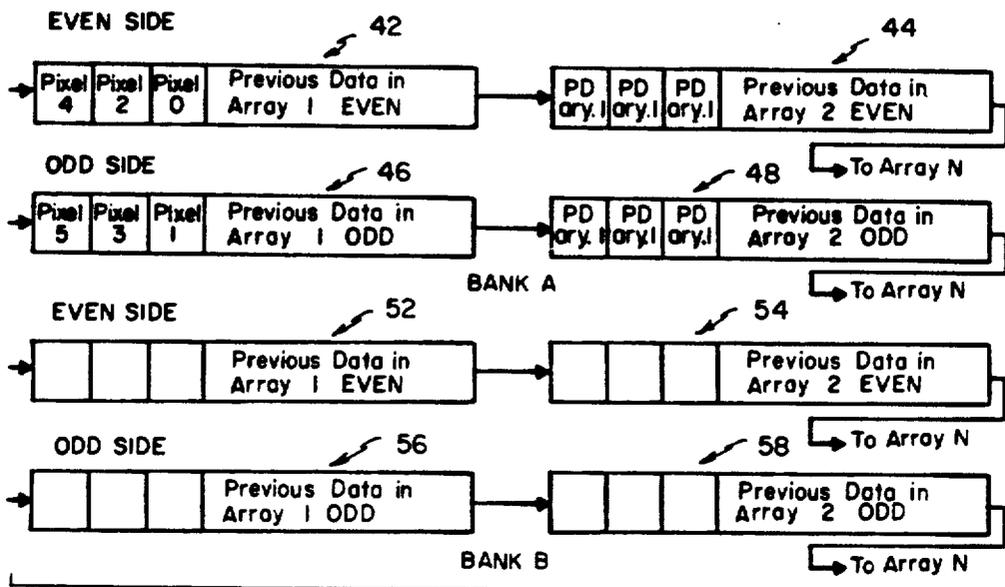 EVEN SIDE
42
44
Pixel 4 Pixel 2 Pixel 0 Previous Data in Array 1 EVEN
PD ary.1 PD ary.1 PD ary.1 Previous Data in Array 2 EVEN
To Array N
ODD SIDE
46
48
Pixel 5 Pixel 3 Pixel 1 Previous Data in Array 1 ODD
PD ary.1 PD ary.1 PD ary.1 Previous Data in Array 2 ODD
To Array N
BANK A
EVEN SIDE
52
54
Previous Data in Array 1 EVEN
Previous Data in Array 2 EVEN
To Array N
ODD SIDE
56
58
Previous Data in Array 1 ODD
Previous Data in Array 2 ODD
To Array N
BANK B